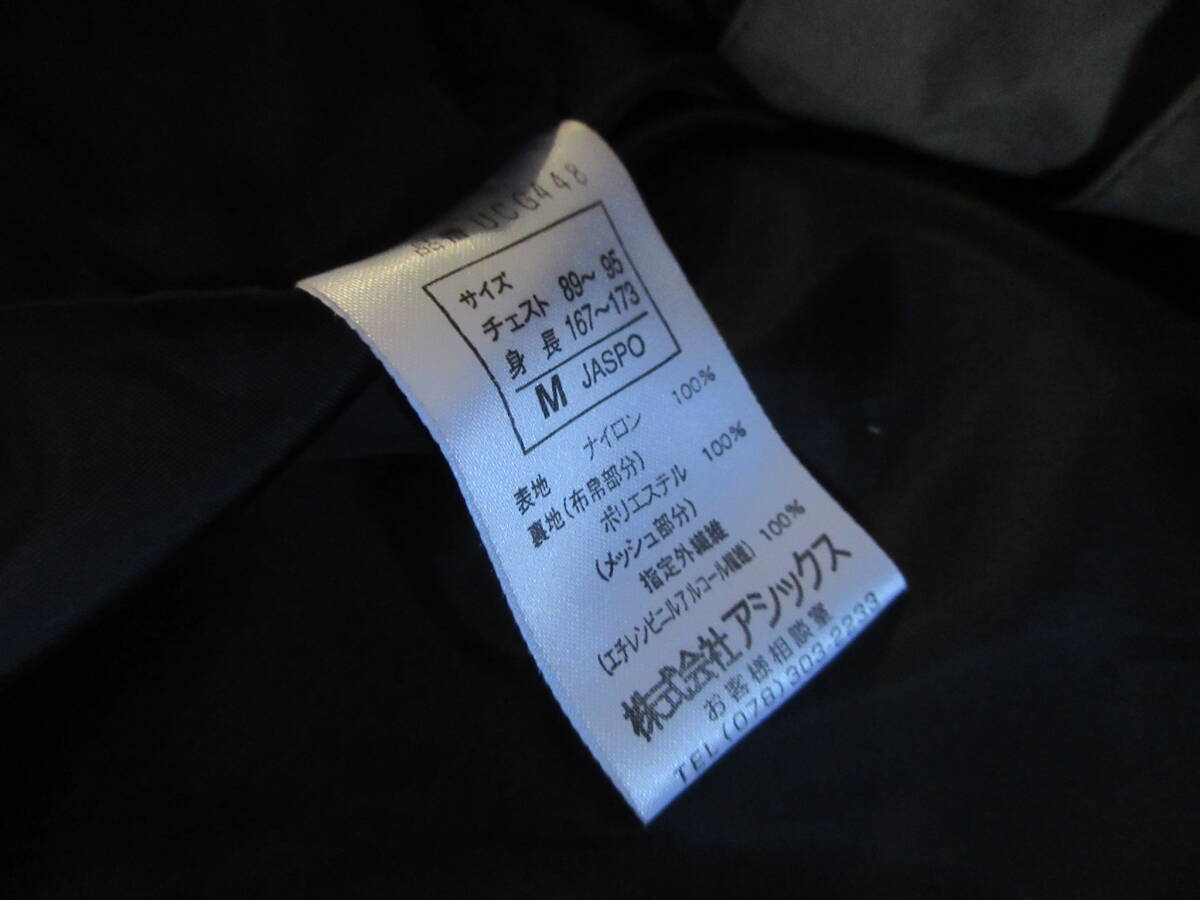 品番 UCG448
サイズ
チェスト 89～ 95
身 長 167～173
M JASPO
表地 ナイロン 100%
裏地(布帛部分)
ポリエステル 100%
(メッシュ部分)
指定外繊維
(エチレンビニルアルコール繊維) 100%
株式会社アシックス
お客様相談室
TEL(078)303-2233